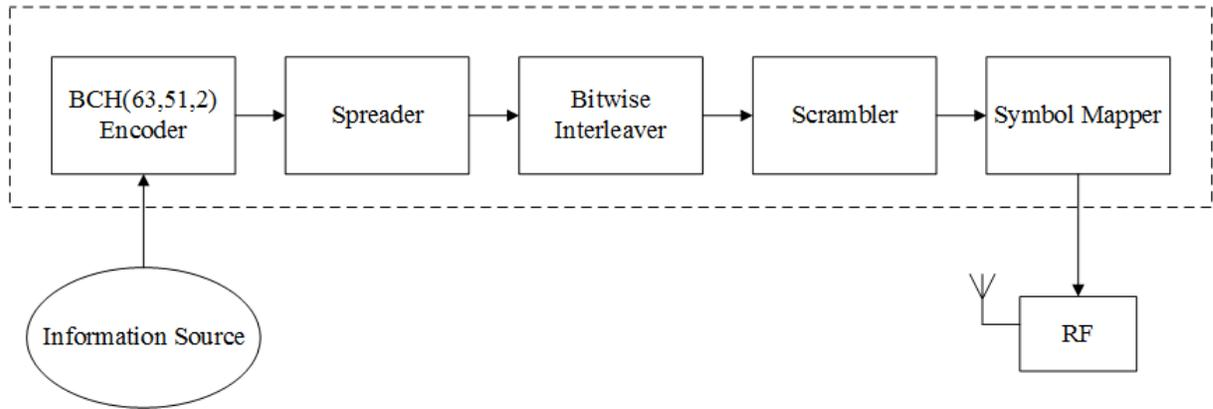 BCH(63,51,2)
Encoder
Spreader
Bitwise
Interleaver
Scrambler
Symbol Mapper
Information Source
RF